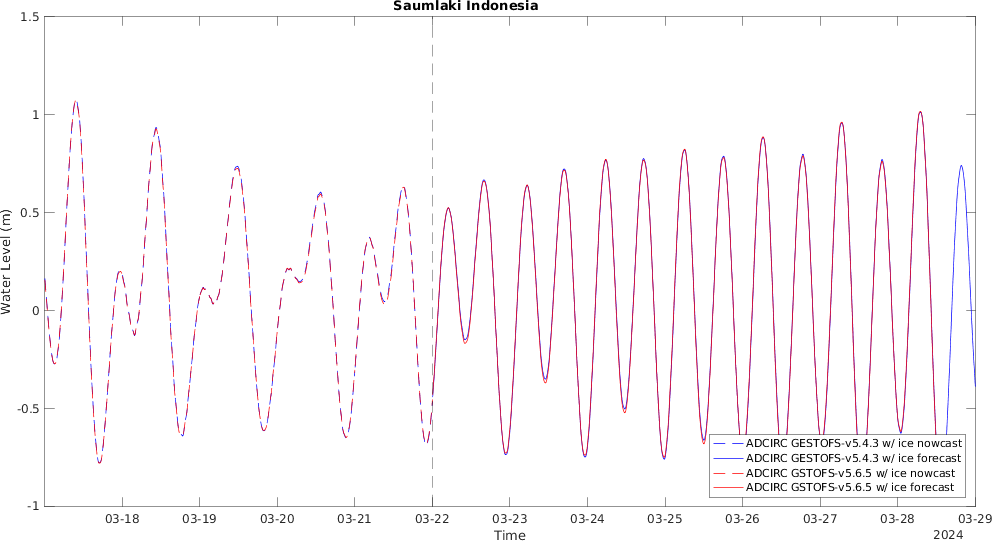 Saumlaki Indonesia
1.5
1
0.5
0
-0.5
-1
Water Level (m)
ADCIRC GESTOFS-v5.4.3 w/ ice nowcast
ADCIRC GESTOFS-v5.4.3 w/ ice forecast
ADCIRC GSTOFS-v5.6.5 w/ ice nowcast
ADCIRC GSTOFS-v5.6.5 w/ ice forecast
03-18 03-19 03-20 03-21 03-22 03-23 03-24 03-25 03-26 03-27 03-28 03-29
Time
2024